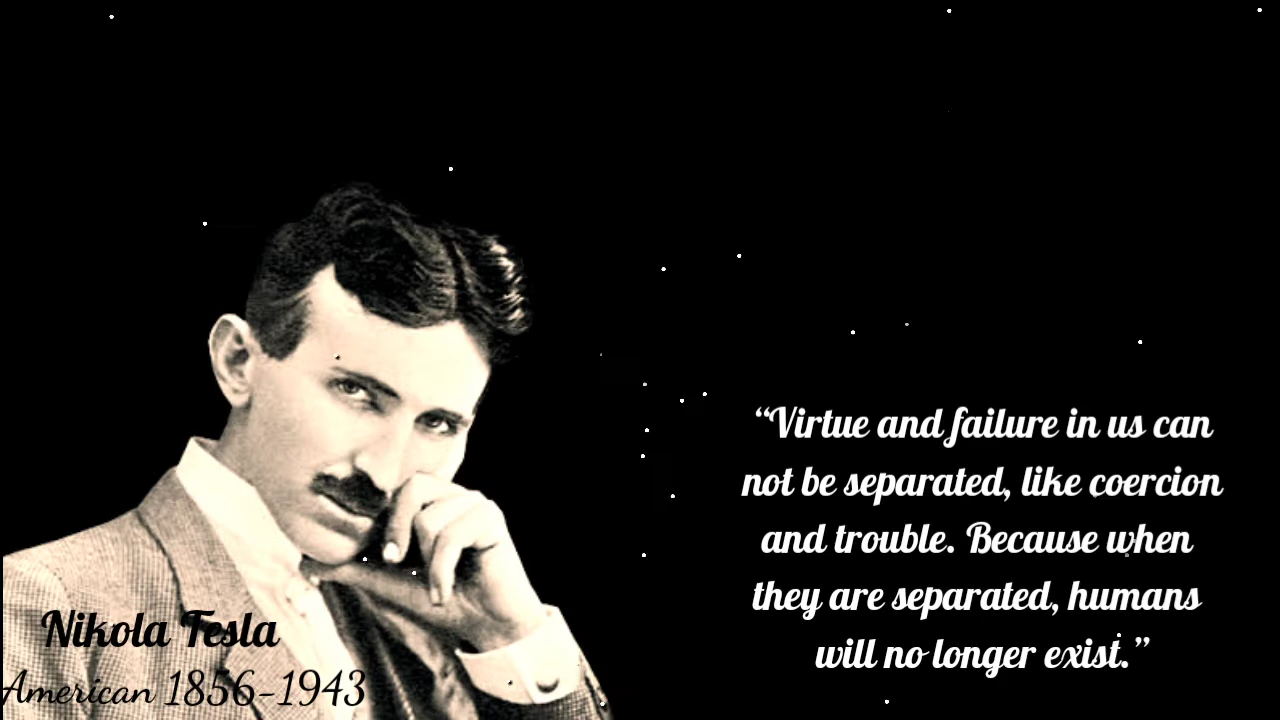 “Virtue and failure in us can
not be separated, like coercion
and trouble. Because when
they are separated, humans
will no longer exist.”
Nikola Tesla
American 1856-1943